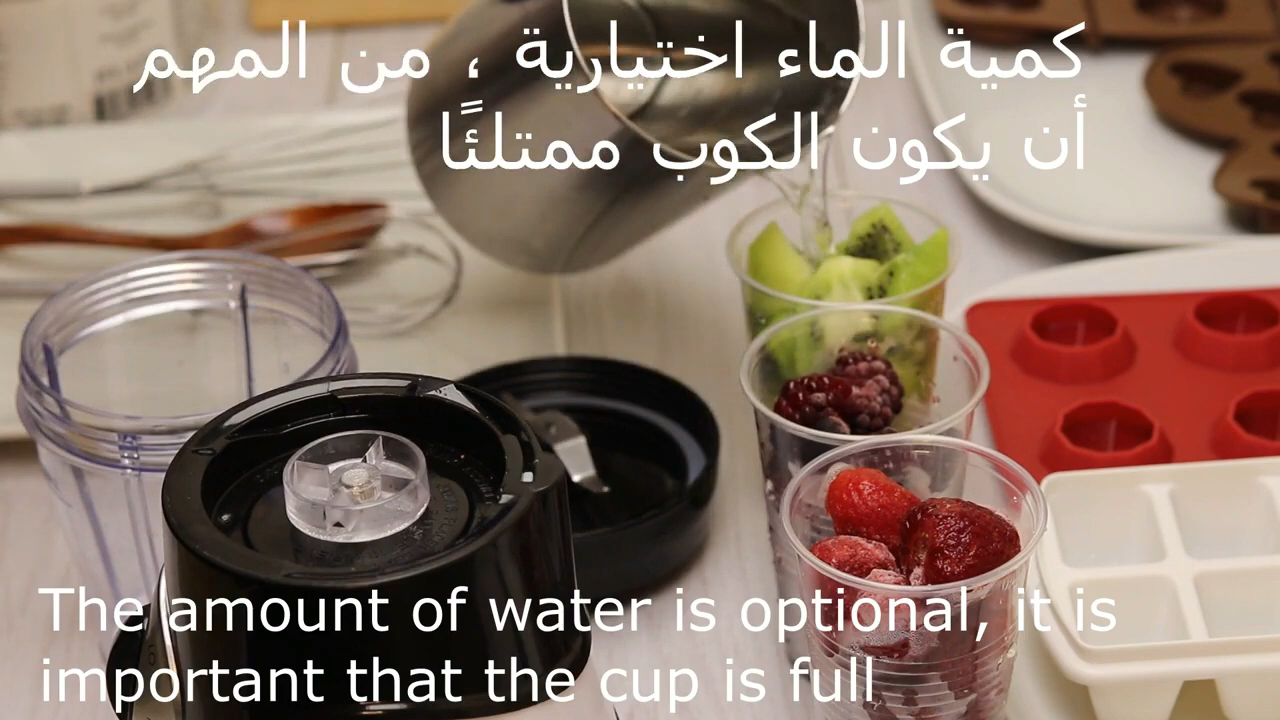 كمية الماء اختيارية ، من المهم
أن يكون الكوب ممتلئًا
The amount of water is optional, it is
important that the cup is full